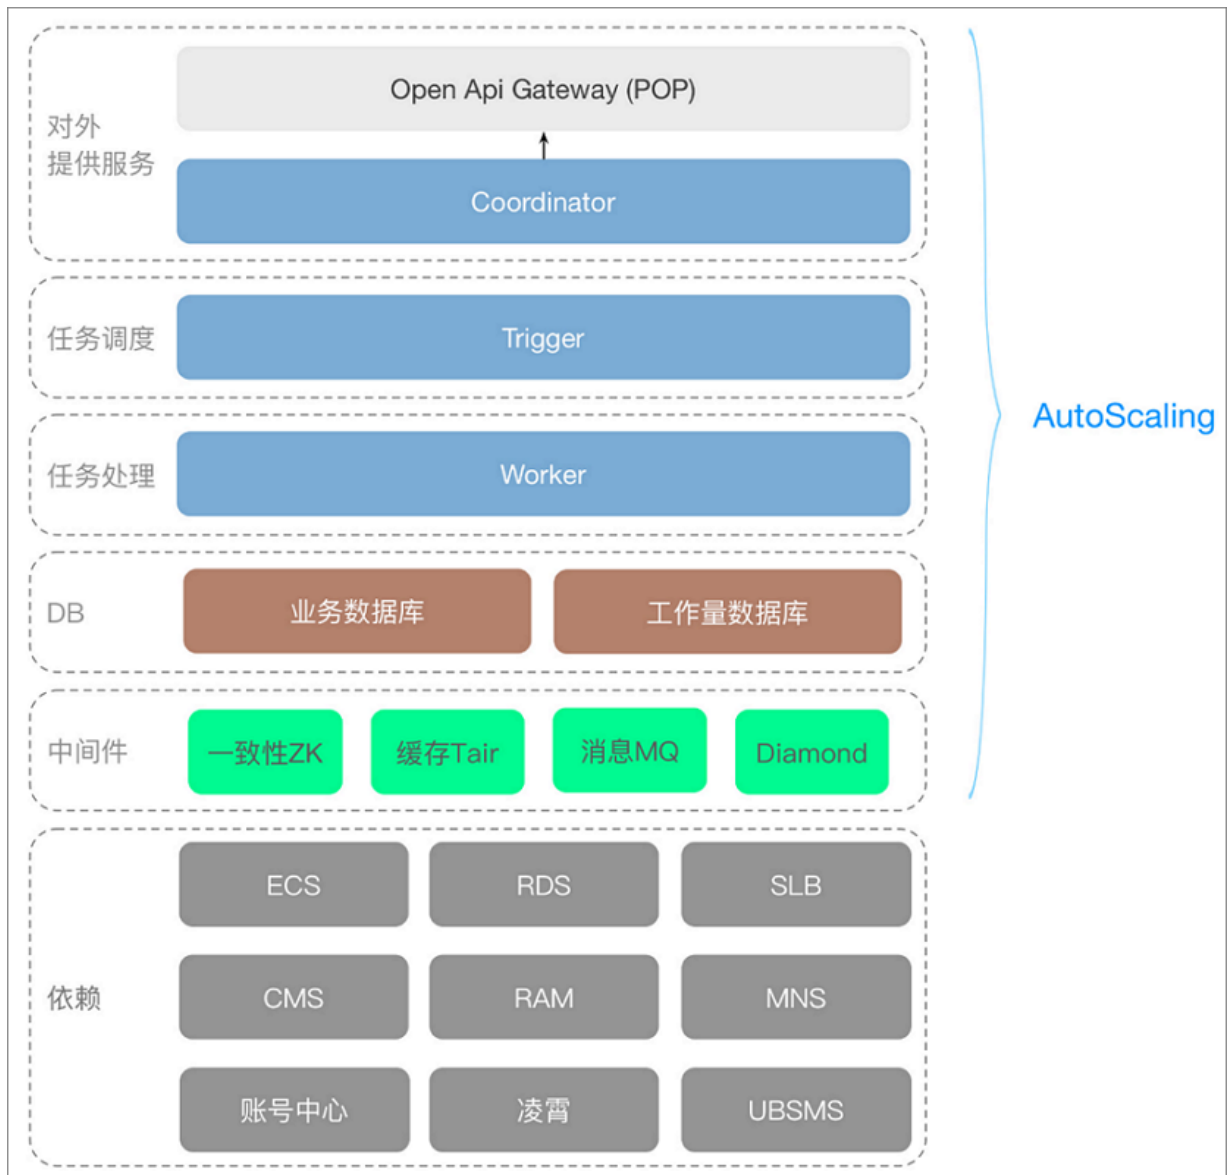 对外
提供服务
Open Api Gateway (POP)
Coordinator
任务调度
Trigger
任务处理
Worker
DB
业务数据库
工作量数据库
中间件
一致性ZK
缓存Tair
消息MQ
Diamond
AutoScaling
依赖
ECS
RDS
SLB
CMS
RAM
MNS
账号中心
凌霄
UBSMS